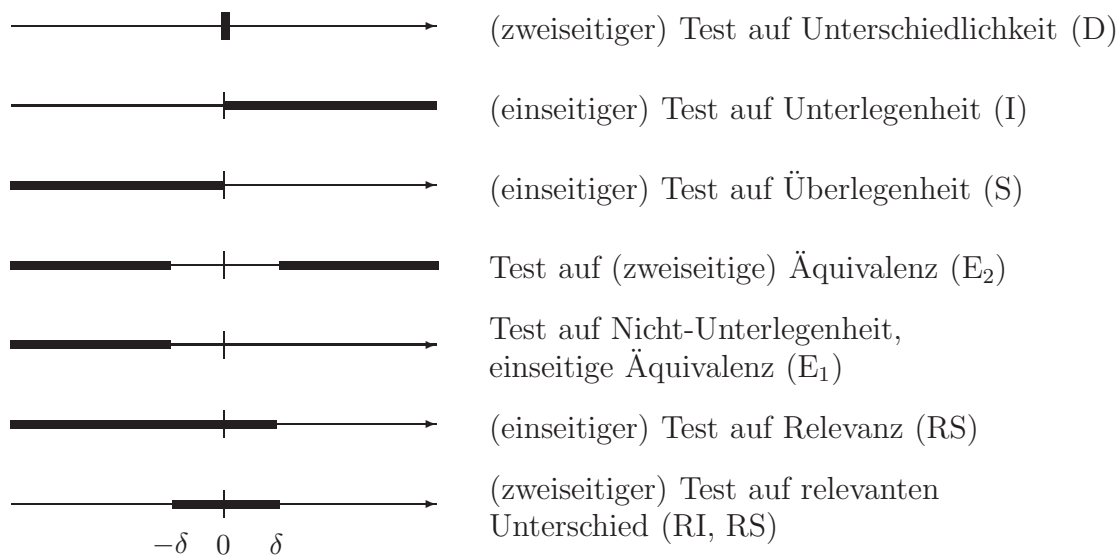 (zweiseitiger) Test auf Unterschiedlichkeit (D)
(einseitiger) Test auf Unterlegenheit (I)
(einseitiger) Test auf Überlegenheit (S)
Test auf (zweiseitige) Äquivalenz (E₂)
Test auf Nicht-Unterlegenheit,
einseitige Äquivalenz (E₁)
(einseitiger) Test auf Relevanz (RS)
(zweiseitiger) Test auf relevanten
Unterschied (RI, RS)
−δ 0 δ